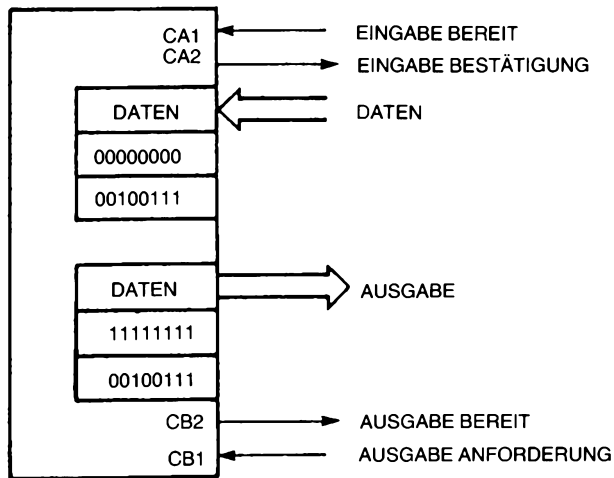 CA1 EINGABE BEREIT
CA2 EINGABE BESTÄTIGUNG
DATEN DATEN
00000000
00100111
DATEN AUSGABE
11111111
00100111
CB2 AUSGABE BEREIT
CB1 AUSGABE ANFORDERUNG